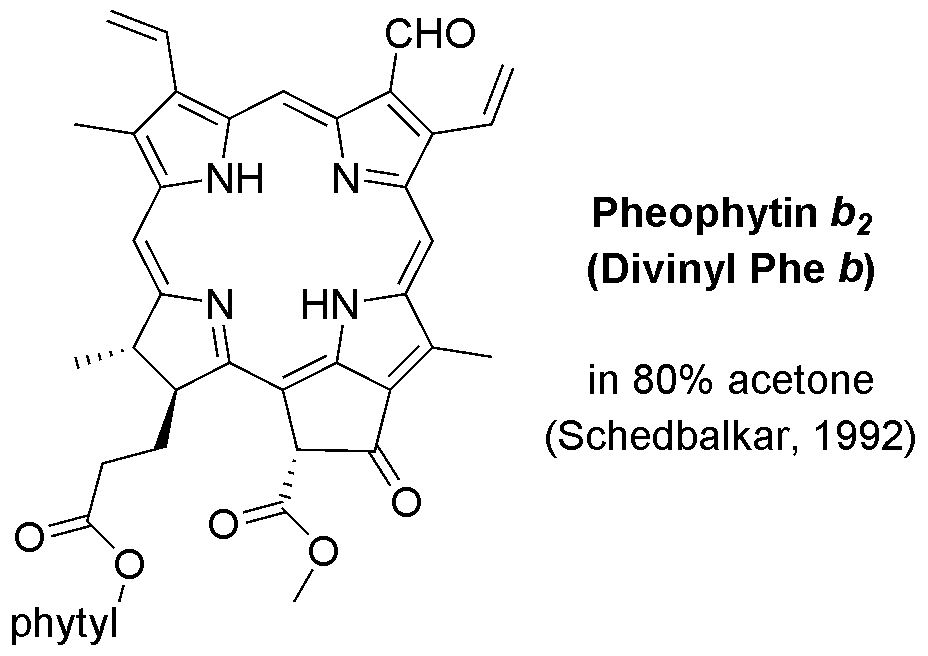 CHO
NH
N
N
HN
O
O
O
O
O
phytyl
Pheophytin b2
(Divinyl Phe b)
in 80% acetone
(Schedbalkar, 1992)